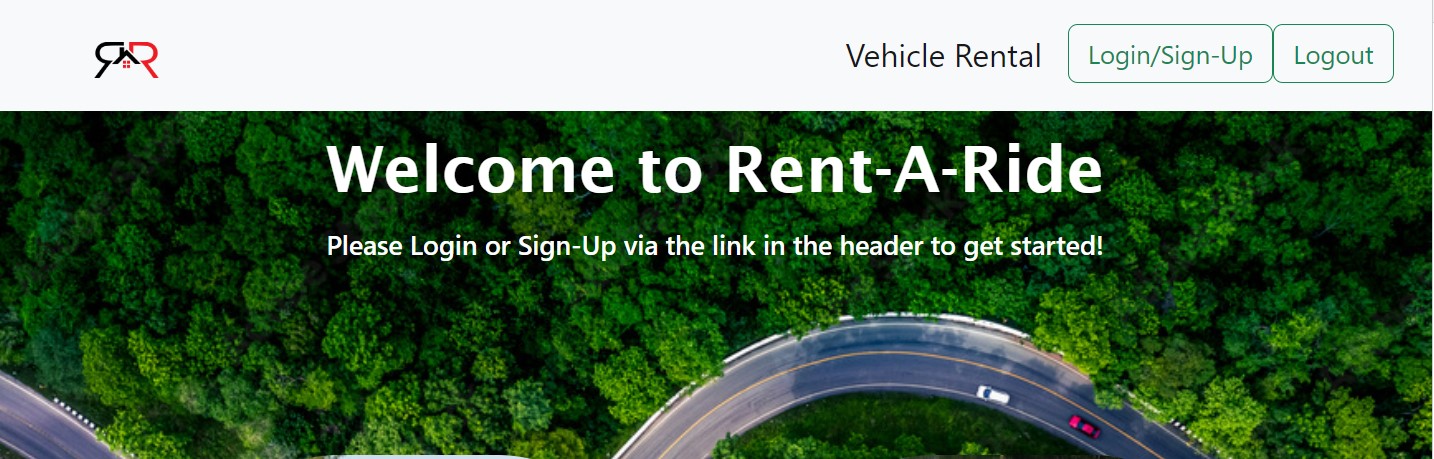 RR
Vehicle Rental Login/Sign-Up Logout
Welcome to Rent-A-Ride
Please Login or Sign-Up via the link in the header to get started!